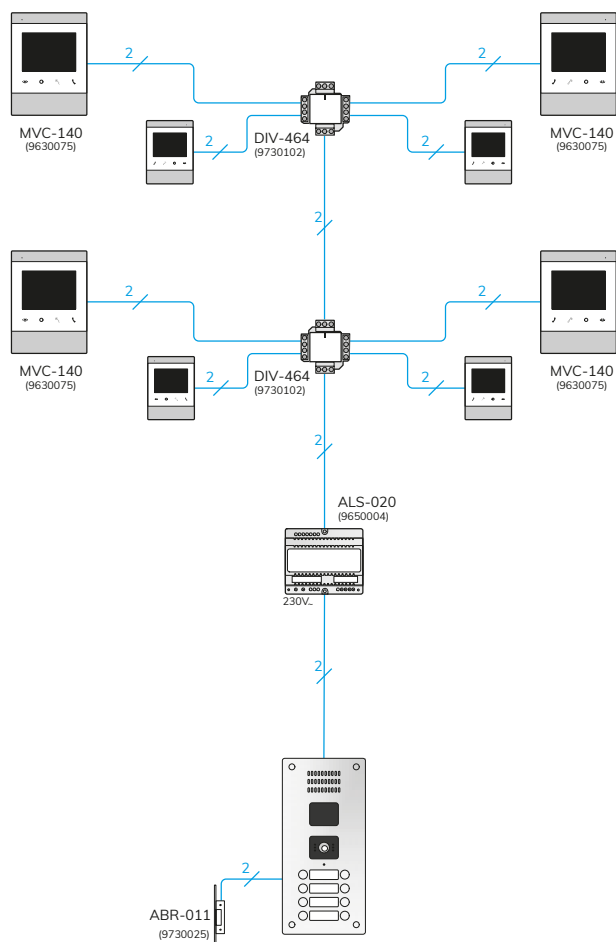 2
2
MVC-140
(9630075)
2
DIV-464
(9730102)
2
MVC-140
(9630075)
2
2
2
MVC-140
(9630075)
2
DIV-464
(9730102)
2
MVC-140
(9630075)
2
ALS-020
(9650004)
230V~
2
2
ABR-011
(9730025)